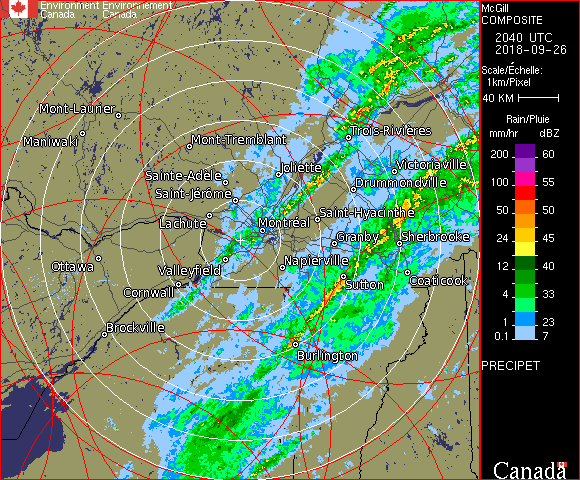 Environment Environnement
Canada Canada
McGill
COMPOSITE
2040 UTC
2018-09-26
Scale/Échelle:
1km/Pixel
40 KM
Rain/Pluie
mm/hr dBZ
200 60
100 55
50 50
24 45
12 40
4 33
1 23
0.1 7
PRECIPET
Canada
Mont-Laurier
Maniwaki
Mont-Tremblant
Trois-Rivières
Joliette
Victoriaville
Sainte-Adèle
Drummondville
Saint-Jérôme
Saint-Hyacinthe
Lachute
Montréal
Granby
Sherbrooke
Ottawa
Valleyfield
Napierville
Sutton
Coaticook
Cornwall
Brockville
Burlington